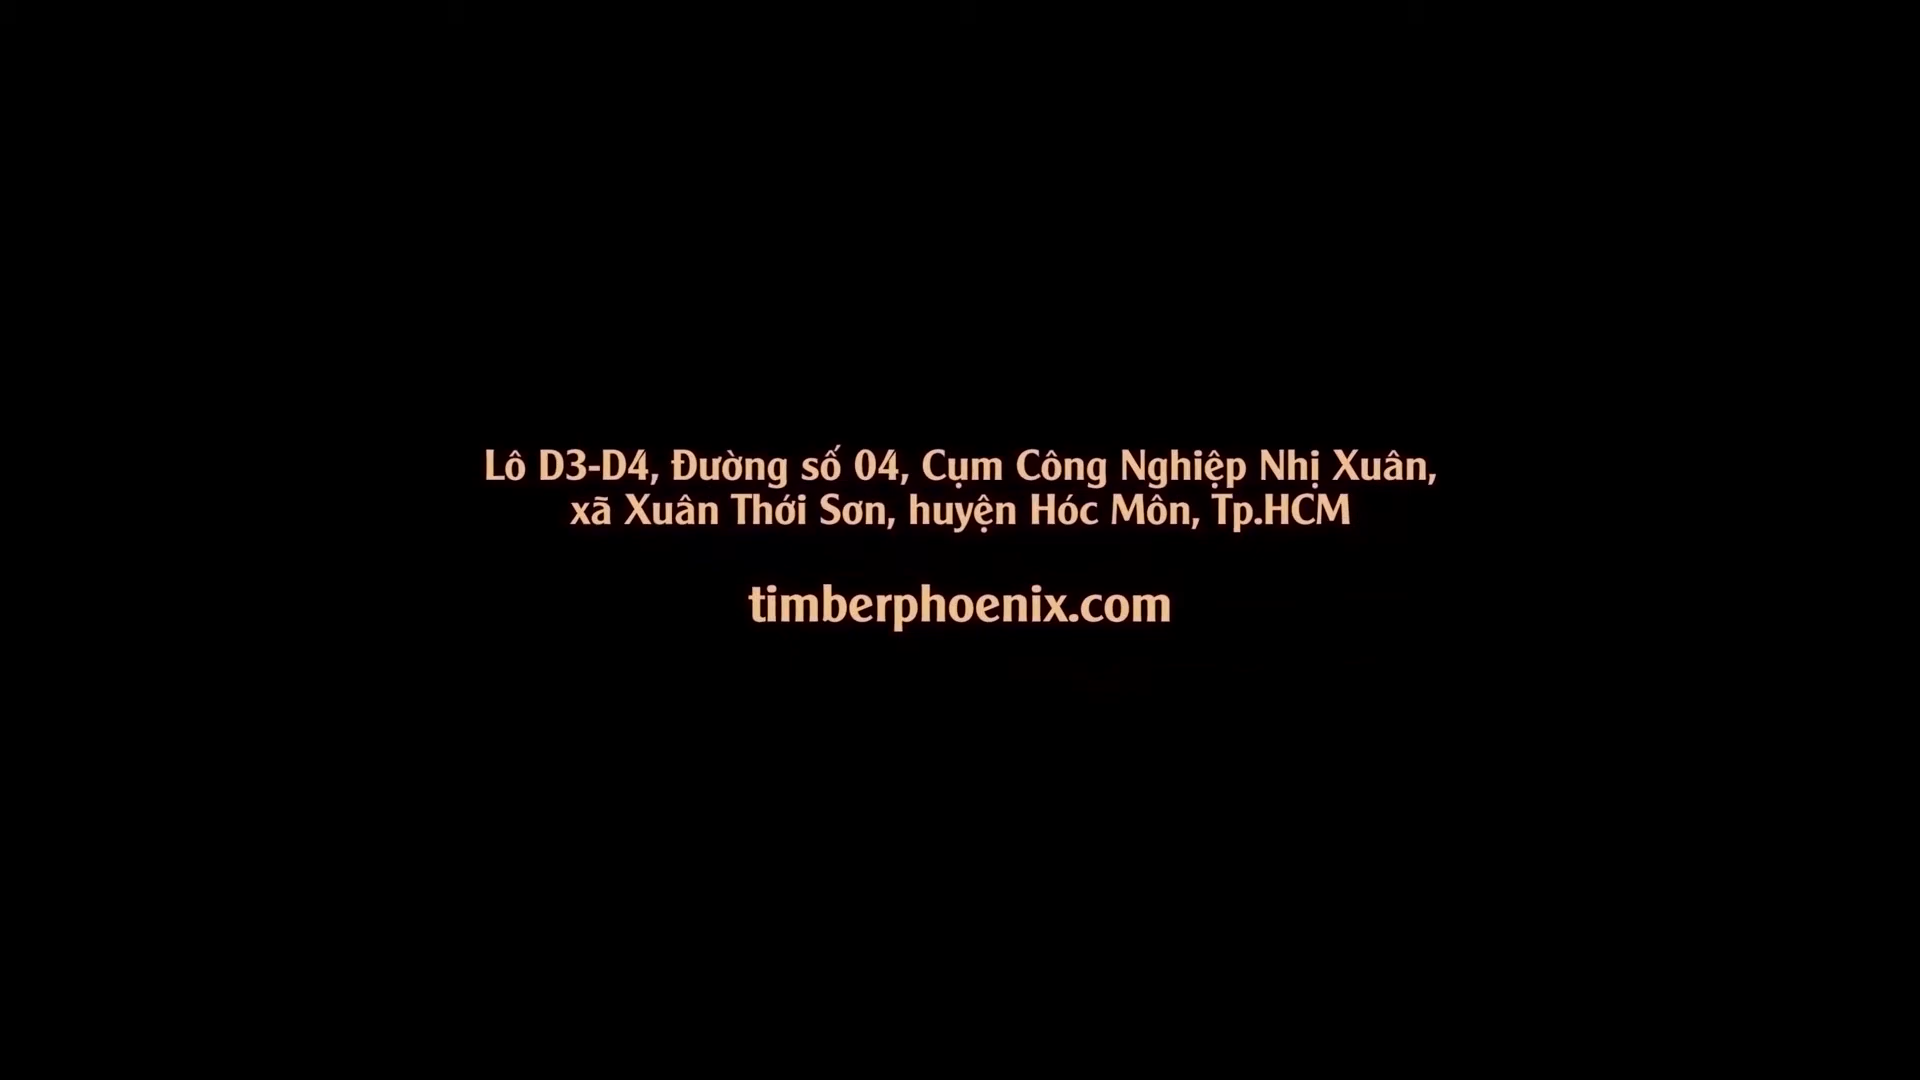 Lô D3-D4, Đường số 04, Cụm Công Nghiệp Nhị Xuân,
xã Xuân Thới Sơn, huyện Hóc Môn, Tp.HCM
timberphoenix.com